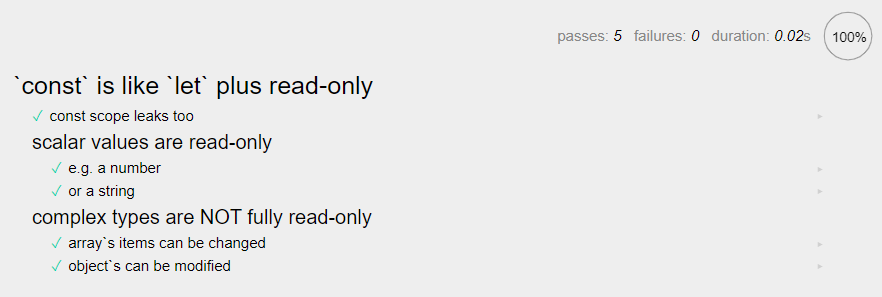 passes: 5 failures: 0 duration: 0.02s 100%
`const` is like `let` plus read-only
✓ const scope leaks too
scalar values are read-only
✓ e.g. a number
✓ or a string
complex types are NOT fully read-only
✓ array`s items can be changed
✓ object`s can be modified